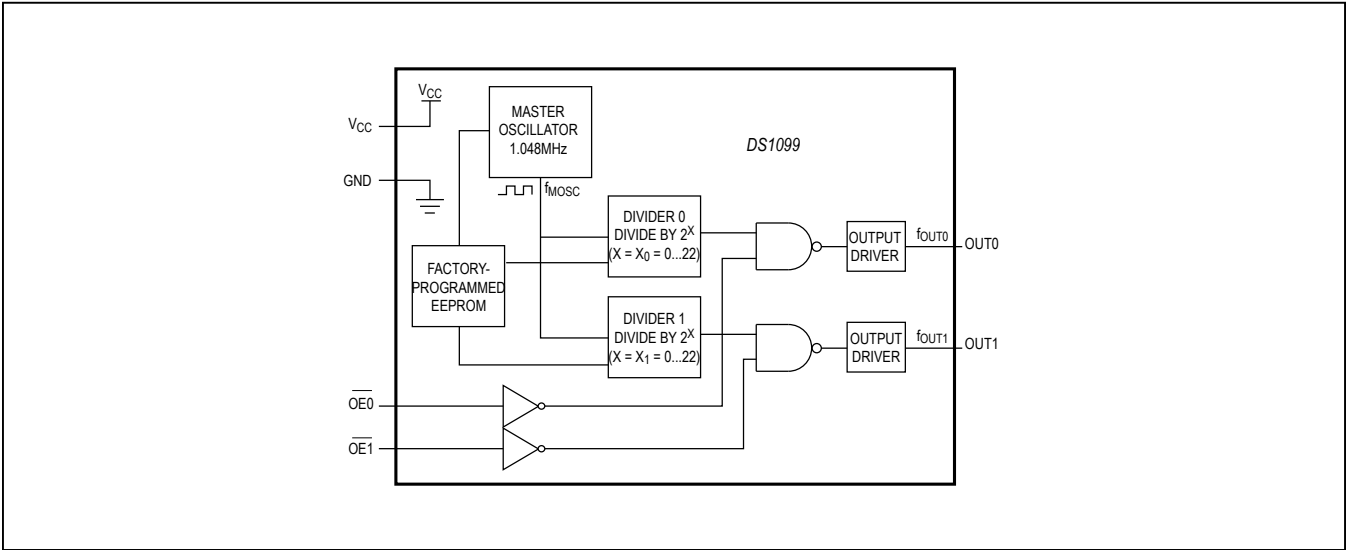 VCC
VCC
GND
MASTER
OSCILLATOR
1.048MHz
fMOSC
DS1099
FACTORY-
PROGRAMMED
EEPROM
DIVIDER 0
DIVIDE BY 2X
(X = X0 = 0...22)
OUTPUT
DRIVER
fOUT0
OUT0
DIVIDER 1
DIVIDE BY 2X
(X = X1 = 0...22)
OUTPUT
DRIVER
fOUT1
OUT1
OE0
OE1